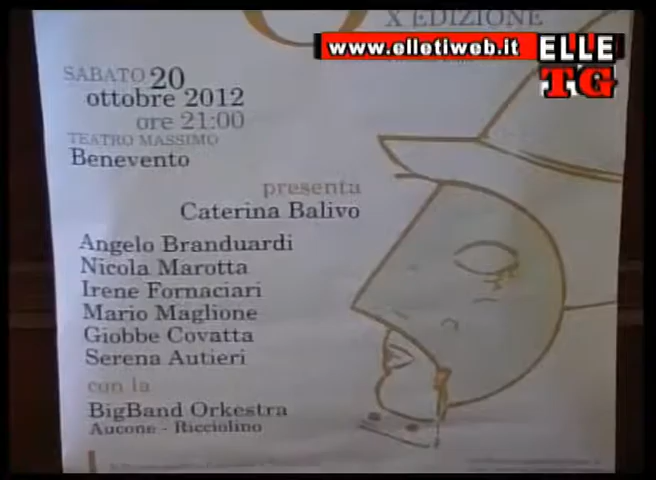 X EDIZIONE
www.elletiweb.it
ELLE
TG
SABATO 20
ottobre 2012
ore 21:00
TEATRO MASSIMO
Benevento
presenta
Caterina Balivo
Angelo Branduardi
Nicola Marotta
Irene Fornaciari
Mario Maglione
Giobbe Covatta
Serena Autieri
con la
BigBand Orkestra
Aucone - Ricciolino